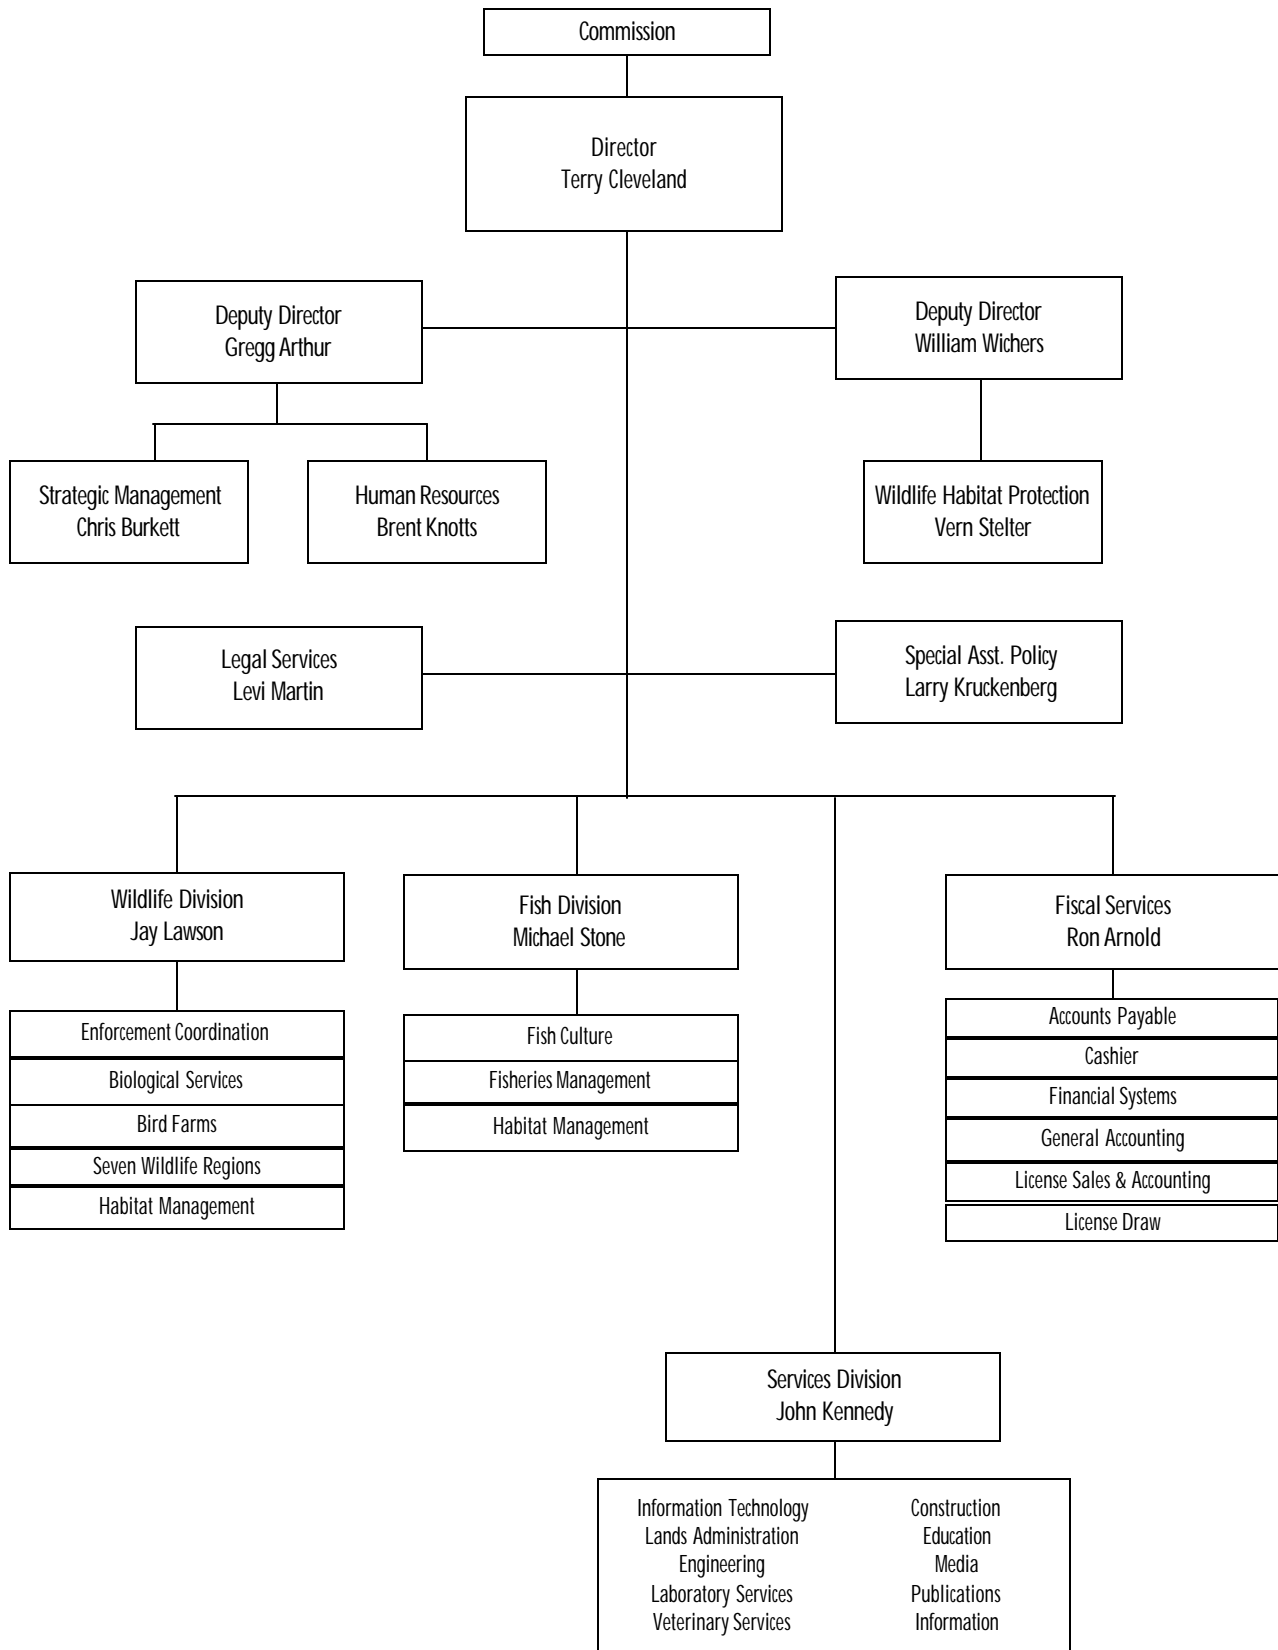 Commission
Director
Terry Cleveland
Deputy Director
Gregg Arthur
Deputy Director
William Wichers
Strategic Management
Chris Burkett
Human Resources
Brent Knotts
Wildlife Habitat Protection
Vern Stelter
Legal Services
Levi Martin
Special Asst. Policy
Larry Kruckenberg
Wildlife Division
Jay Lawson
Enforcement Coordination
Biological Services
Bird Farms
Seven Wildlife Regions
Habitat Management
Fish Division
Michael Stone
Fish Culture
Fisheries Management
Habitat Management
Fiscal Services
Ron Arnold
Accounts Payable
Cashier
Financial Systems
General Accounting
License Sales & Accounting
License Draw
Services Division
John Kennedy
Information Technology
Lands Administration
Engineering
Laboratory Services
Veterinary Services
Construction
Education
Media
Publications
Information